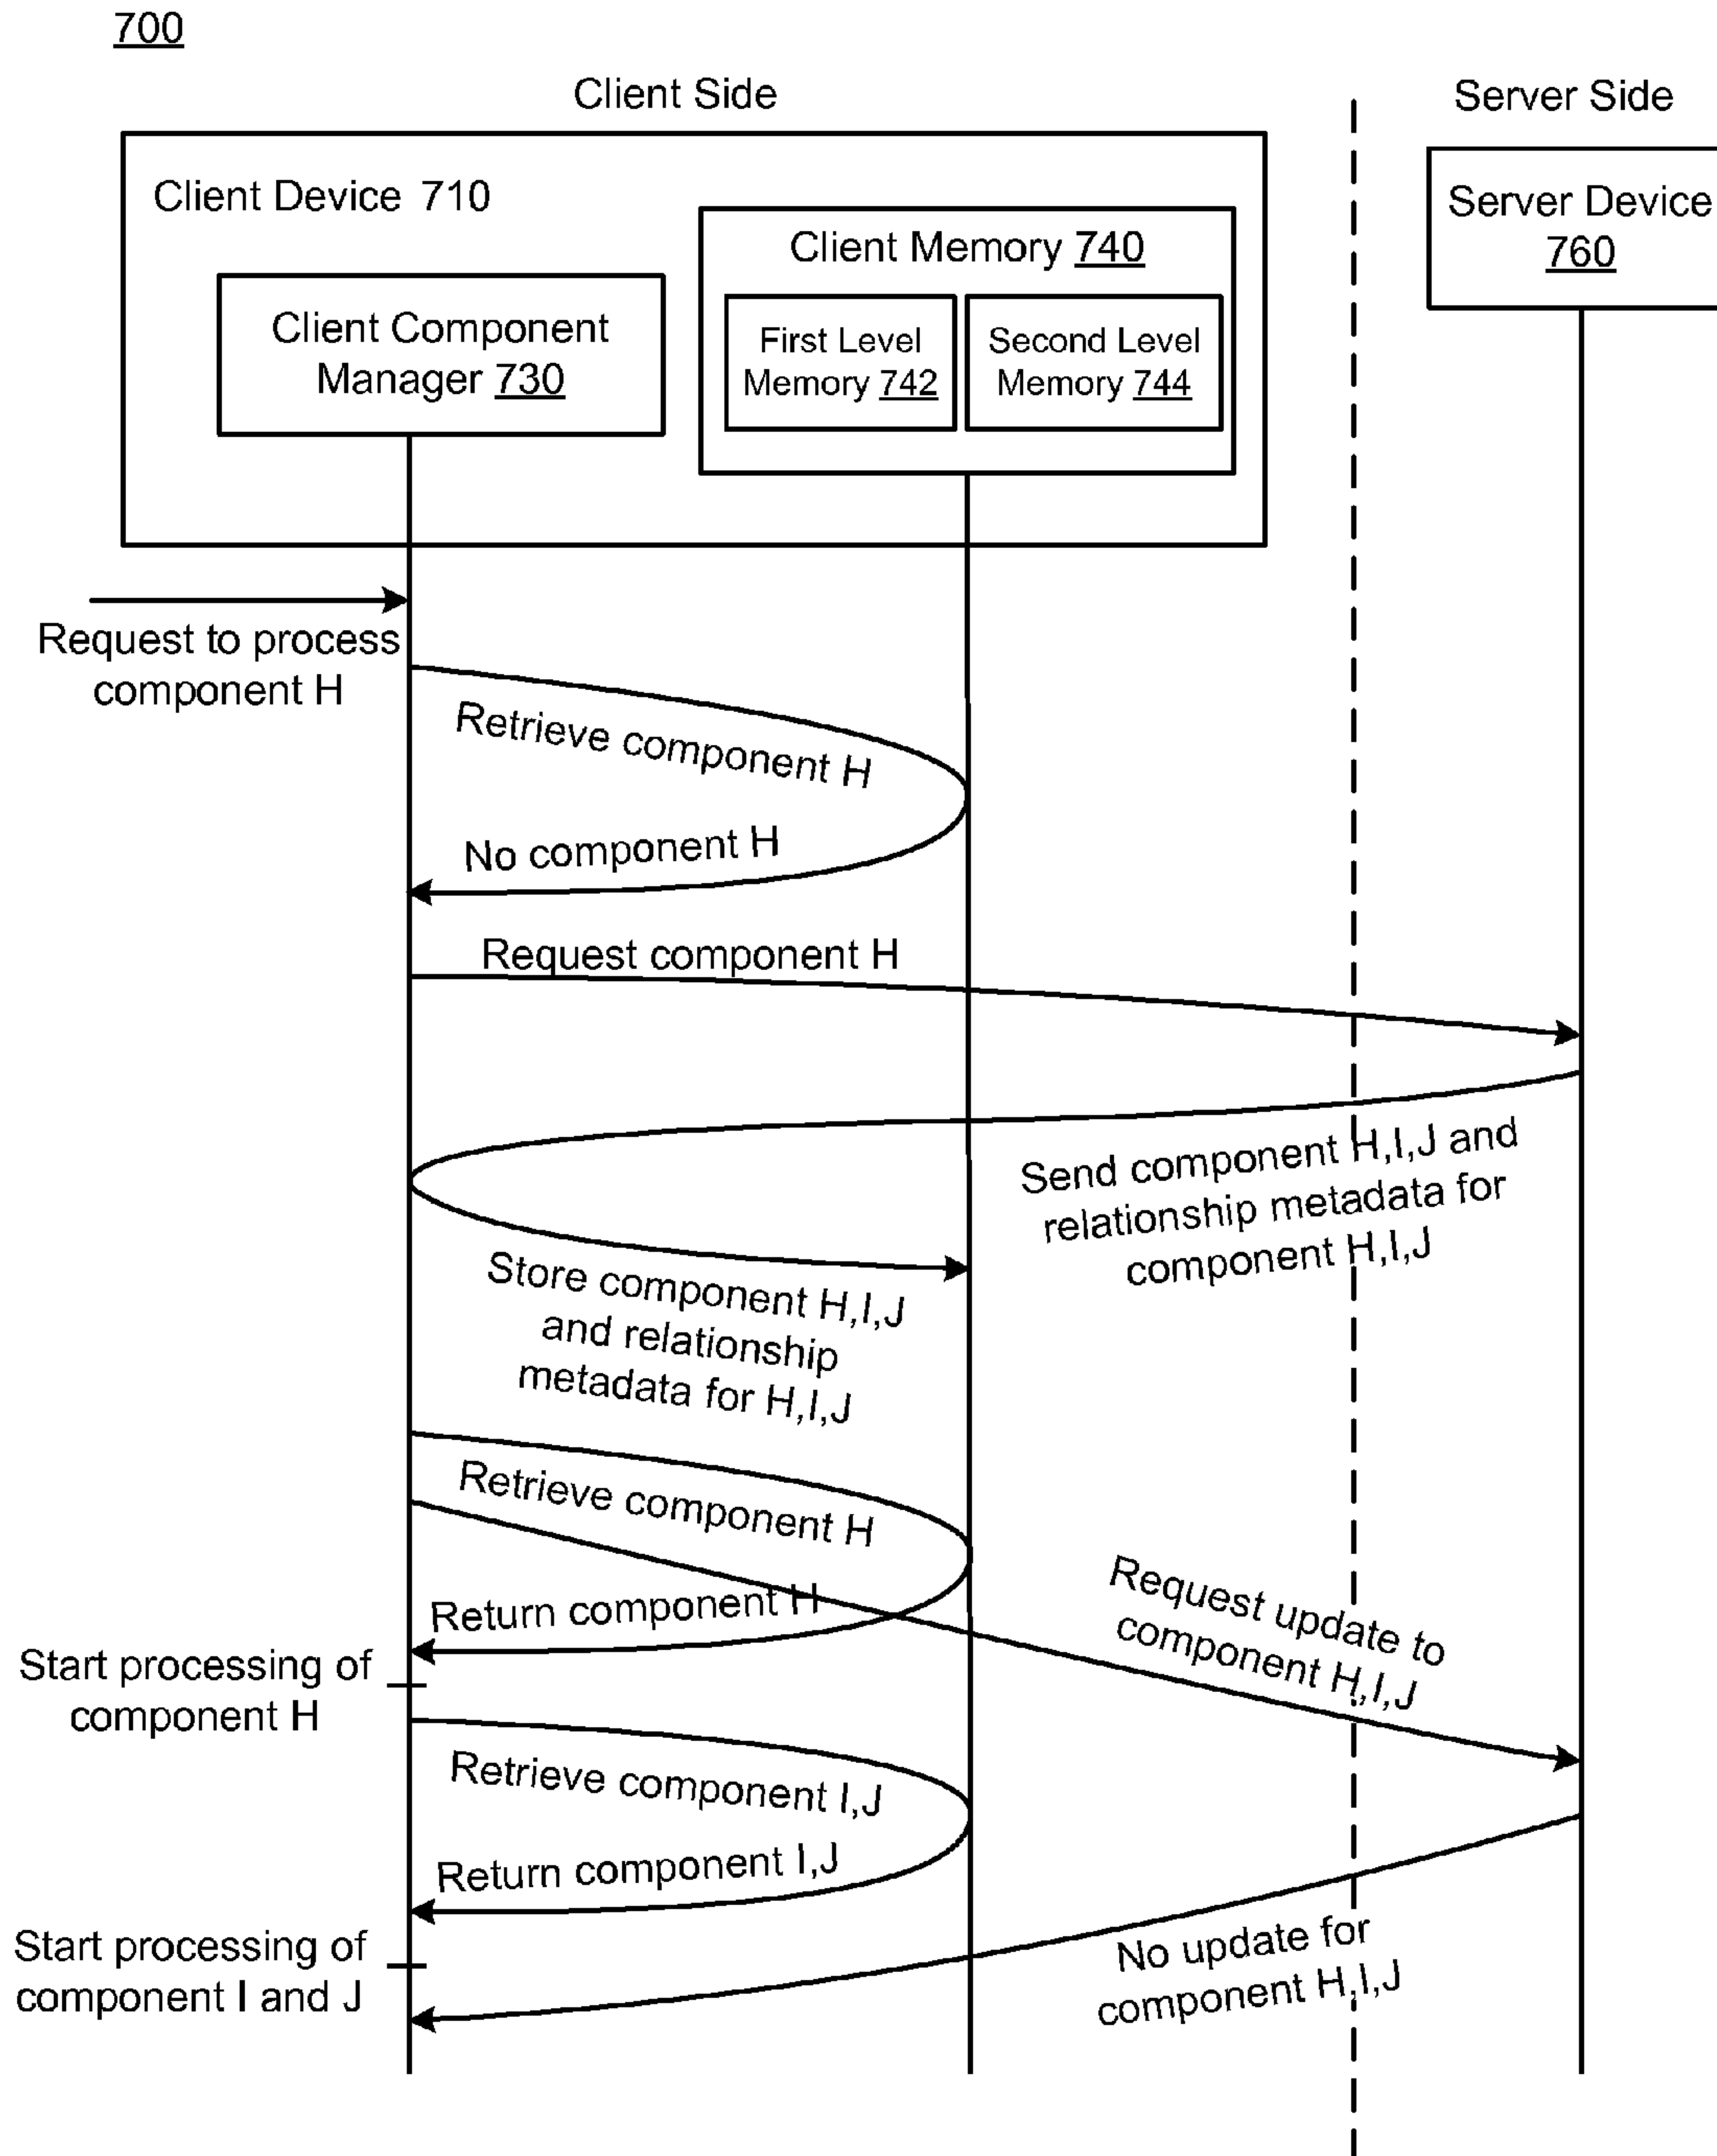 700
Client Side
Server Side
Client Device 710
Client Memory 740
Server Device
760
Client Component
Manager 730
First Level
Memory 742
Second Level
Memory 744
Request to process
component H
Retrieve component H
No component H
Request component H
Send component H,I,J and
relationship metadata for
component H,I,J
Store component H,I,J
and relationship
metadata for H,I,J
Retrieve component H
Return component H
Request update to
component H,I,J
Start processing of
component H
Retrieve component I,J
Return component I,J
Start processing of
component I and J
No update for
component H,I,J